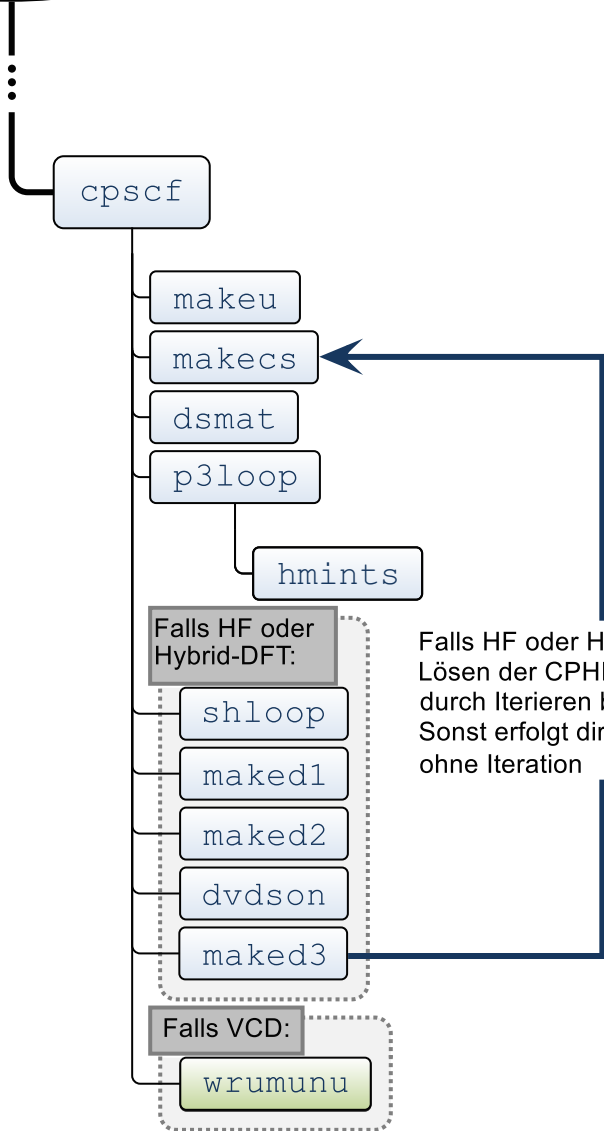 cpscf
makeu
makecs
dsmat
p3loop
hmints
Falls HF oder
Hybrid-DFT:
shloop
maked1
maked2
dvdson
maked3
Falls HF oder H
Lösen der CPH
durch Iterieren
Sonst erfolgt
ohne Iteration
Falls VCD:
wrumunu